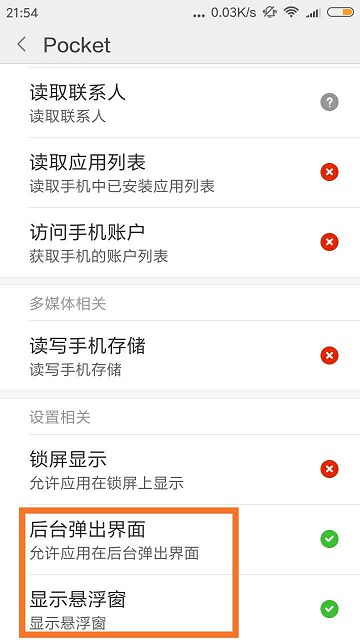 21:54
... 0.03K/s
Pocket
读取联系人
读取联系人
读取应用列表
读取手机中已安装应用列表
访问手机账户
获取手机的账户列表
多媒体相关
读写手机存储
读写手机存储
设置相关
锁屏显示
允许应用在锁屏上显示
后台弹出界面
允许应用在后台弹出界面
显示悬浮窗
显示悬浮窗